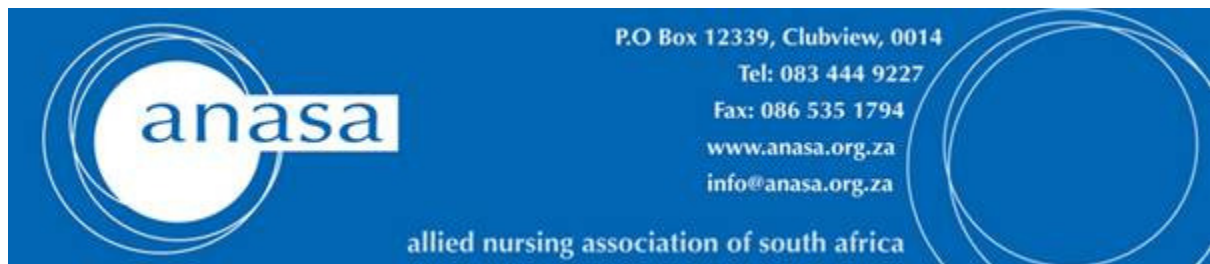 anasa
P.O Box 12339, Clubview, 0014
Tel: 083 444 9227
Fax: 086 535 1794
www.anasa.org.za
info@anasa.org.za
allied nursing association of south africa